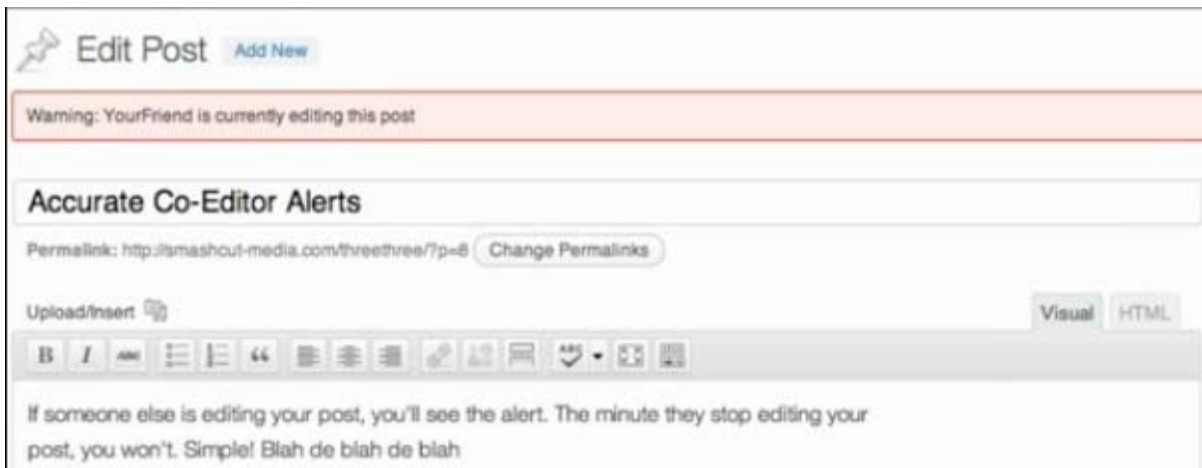 Edit Post Add New
Warning: YourFriend is currently editing this post
Accurate Co-Editor Alerts
Permalink: http://smashcut-media.com/threethree/?p=8 Change Permalinks
Upload/Insert Visual HTML
B I ABC ABC
If someone else is editing your post, you'll see the alert. The minute they stop editing your
post, you won't. Simple! Blah de blah de blah